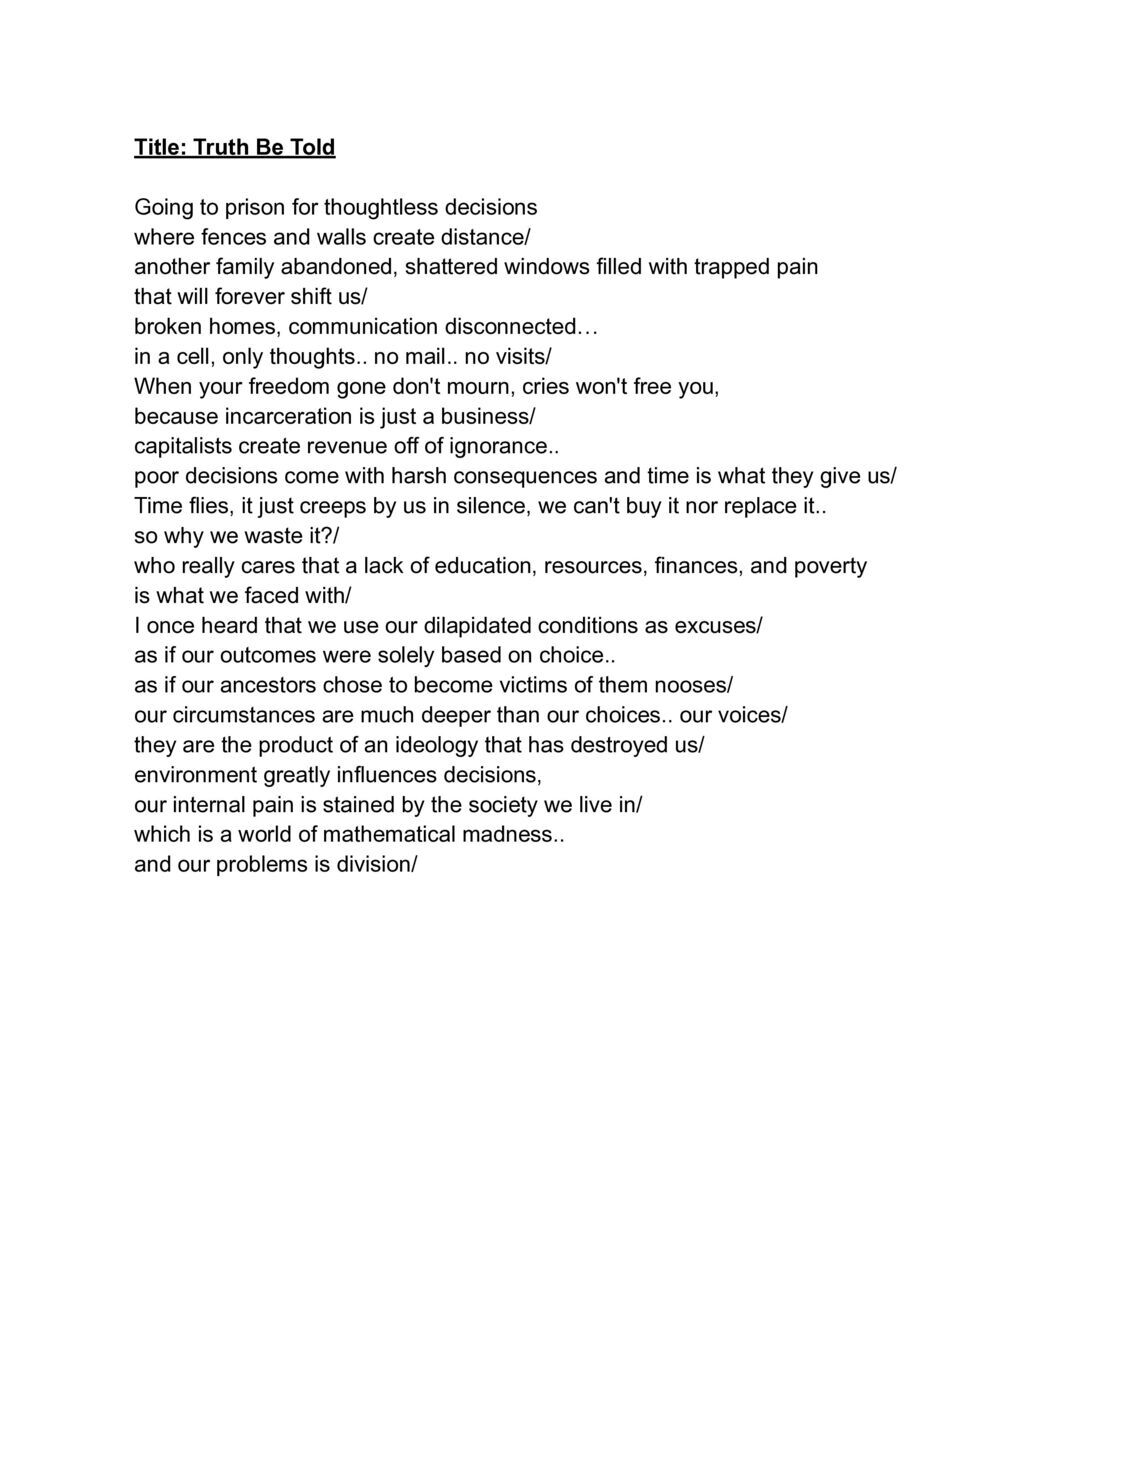 Title: Truth Be Told
Going to prison for thoughtless decisions
where fences and walls create distance/
another family abandoned, shattered windows filled with trapped pain
that will forever shift us/
broken homes, communication disconnected…
in a cell, only thoughts.. no mail.. no visits/
When your freedom gone don't mourn, cries won't free you,
because incarceration is just a business/
capitalists create revenue off of ignorance..
poor decisions come with harsh consequences and time is what they give us/
Time flies, it just creeps by us in silence, we can't buy it nor replace it..
so why we waste it?/
who really cares that a lack of education, resources, finances, and poverty
is what we faced with/
I once heard that we use our dilapidated conditions as excuses/
as if our outcomes were solely based on choice..
as if our ancestors chose to become victims of them nooses/
our circumstances are much deeper than our choices.. our voices/
they are the product of an ideology that has destroyed us/
environment greatly influences decisions,
our internal pain is stained by the society we live in/
which is a world of mathematical madness..
and our problems is division/